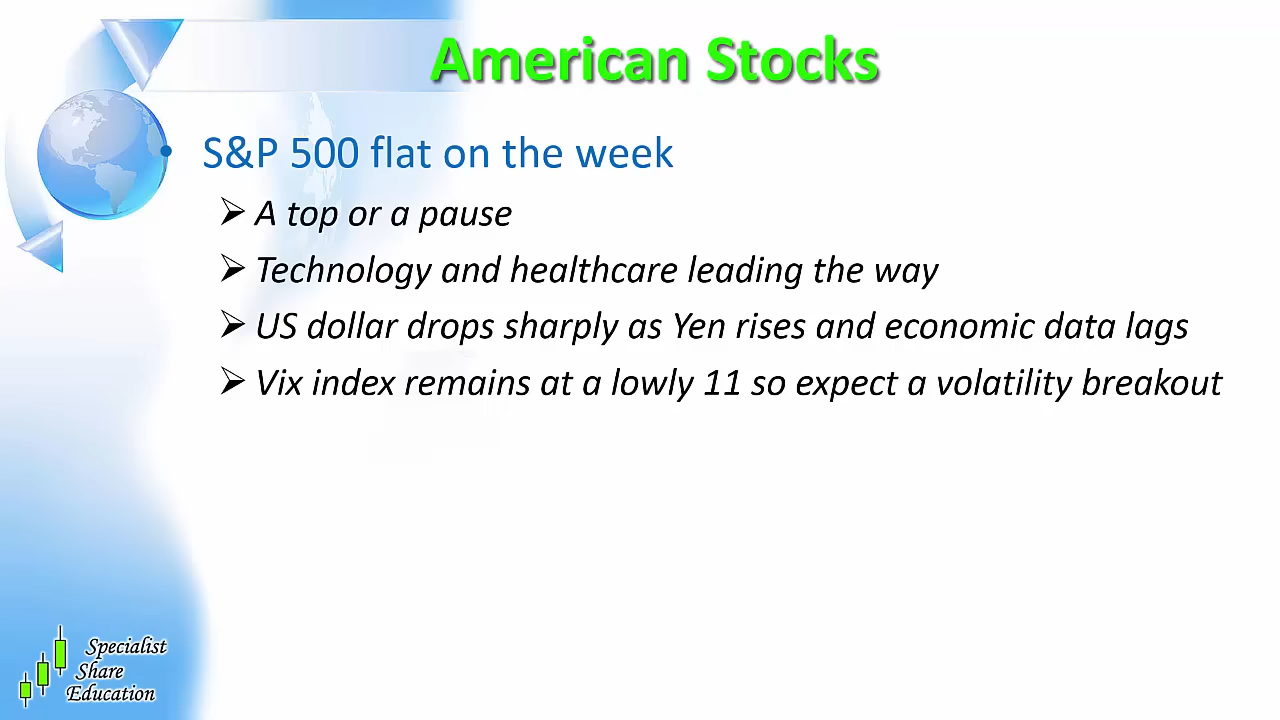 American Stocks
• S&P 500 flat on the week
➢ A top or a pause
➢ Technology and healthcare leading the way
➢ US dollar drops sharply as Yen rises and economic data lags
➢ Vix index remains at a lowly 11 so expect a volatility breakout
Specialist
Share
Education